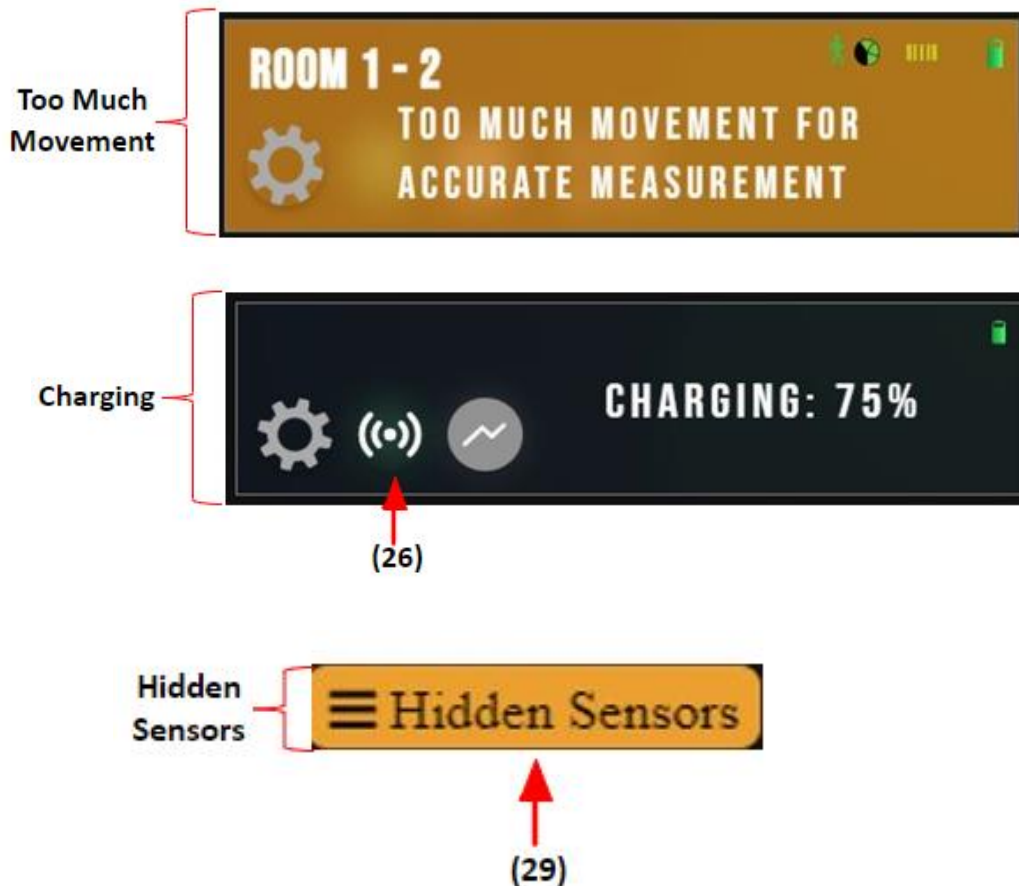 Too Much
Movement
ROOM 1 - 2
TOO MUCH MOVEMENT FOR
ACCURATE MEASUREMENT
Charging
CHARGING: 75%
(26)
Hidden
Sensors
Hidden Sensors
(29)